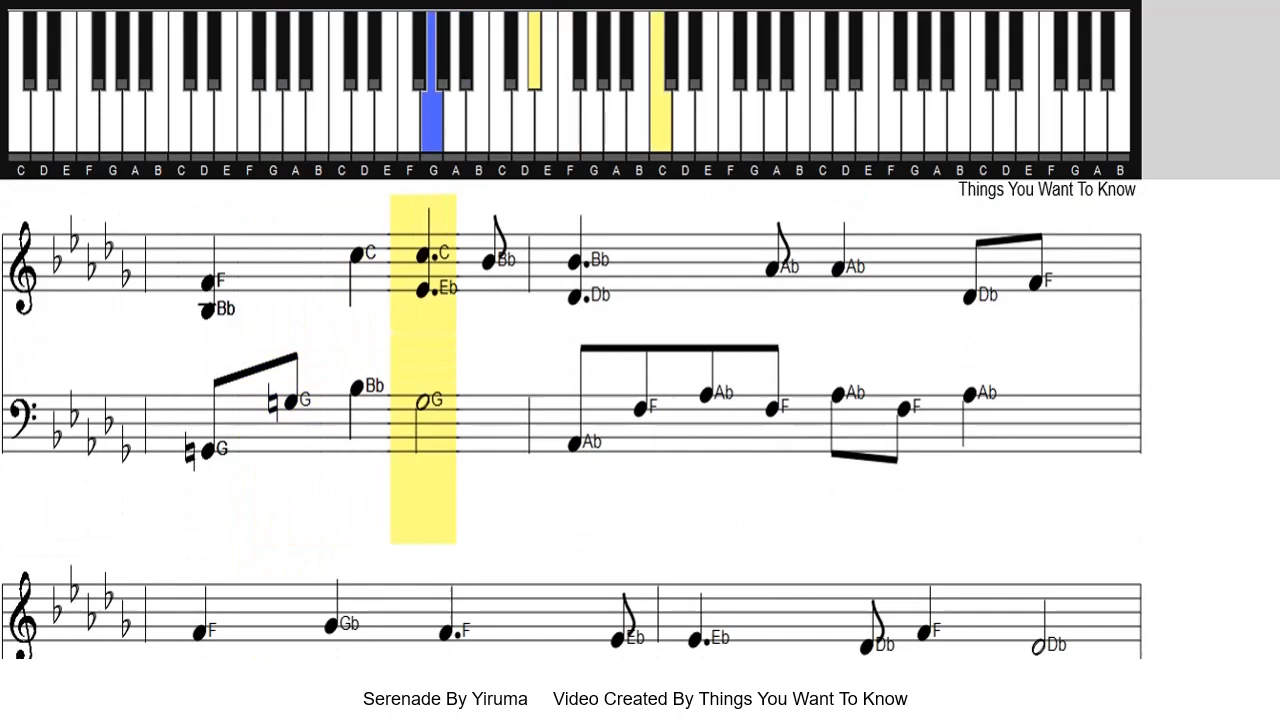 C D E F G A B C D E F G A B C D E F G A B C D E F G A B C D E F G A B C D E F G A B C D E F G A B
Things You Want To Know
F C C Bb Bb Ab Ab F
Bb Eb Db Db
G G Bb G Ab F Ab F Ab F Ab
F Gb F Eb Eb Db F Db
Serenade By Yiruma Video Created By Things You Want To Know